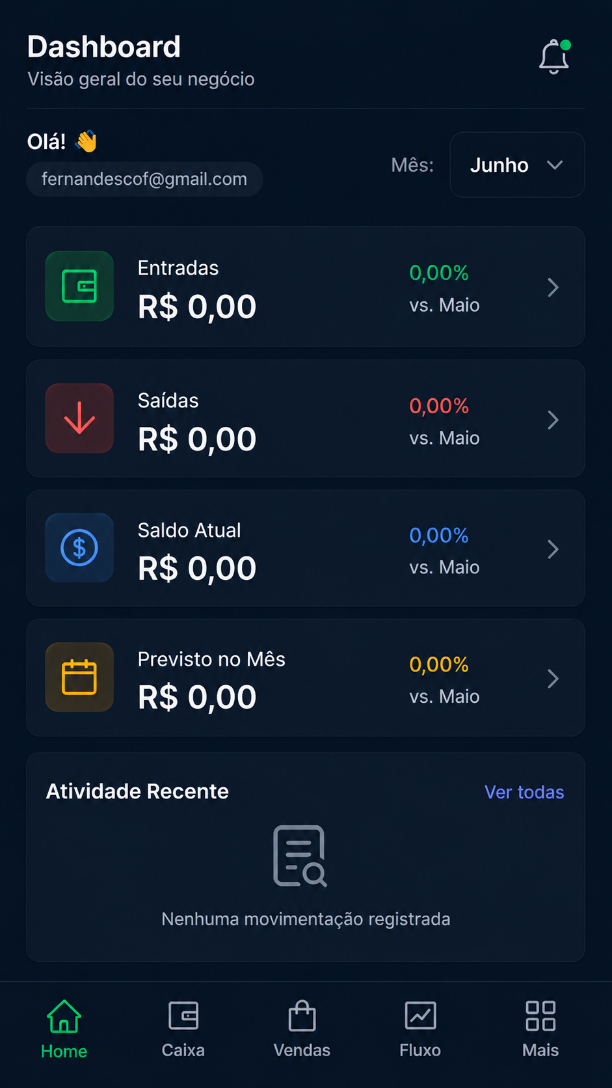 Dashboard
Visão geral do seu negócio
Olá! 👋
fernandescof@gmail.com
Mês:
Junho
Entradas
R$ 0,00
0,00%
vs. Maio
Saídas
R$ 0,00
0,00%
vs. Maio
Saldo Atual
R$ 0,00
0,00%
vs. Maio
Previsto no Mês
R$ 0,00
0,00%
vs. Maio
Atividade Recente
Ver todas
Nenhuma movimentação registrada
Home
Caixa
Vendas
Fluxo
Mais